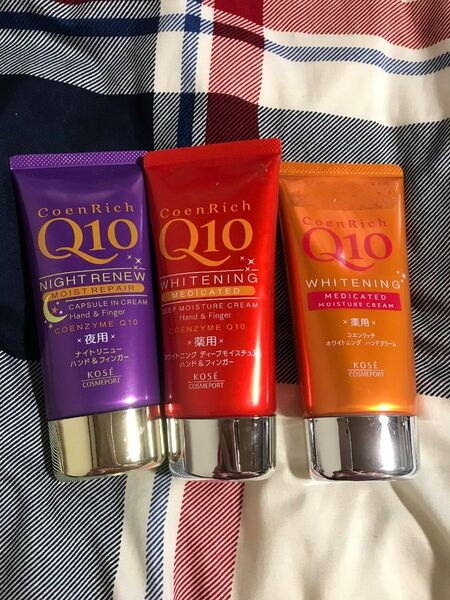 CoenRich
Q10
NIGHT RENEW
MOIST REPAIR
CAPSULE IN CREAM
Hand & Finger
COENZYME Q10
×夜用×
ナイトリニュー
ハンド&フィンガー
KOSÉ
COSMEPORT
CoenRich
Q10
WHITENING
MEDICATED
DEEP MOISTURE CREAM
Hand & Finger
COENZYME Q10
×薬用×
ホワイトニング ディープモイスチュア
ハンド&フィンガー
KOSÉ
COSMEPORT
CoenRich
Q10
WHITENING
MEDICATED
MOISTURE CREAM
×薬用×
コエンリッチ
ホワイトニング ハンドクリーム
KOSÉ
COSMEPORT